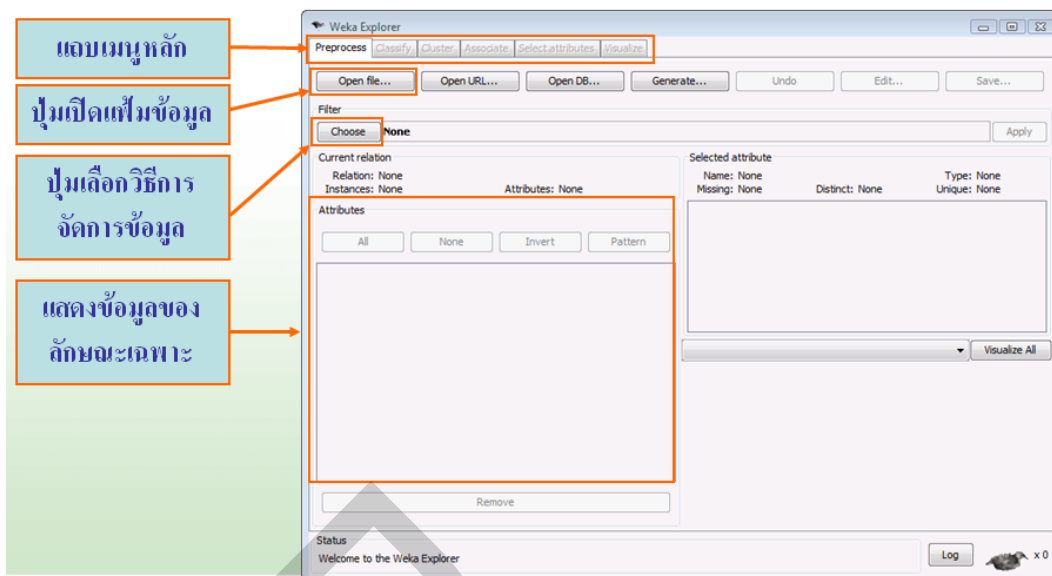 แถบเมนูหลัก
ปุ่มเปิดแฟ้มข้อมูล
ปุ่มเลือกวิธีการ
จัดการข้อมูล
แสดงข้อมูลของ
ลักษณะเฉพาะ
Weka Explorer
Preprocess Classify Cluster Associate Select attributes Visualize
Open file... Open URL... Open DB... Generate... Undo Edit... Save...
Filter
Choose None Apply
Current relation
Relation: None
Instances: None Attributes: None
Selected attribute
Name: None Type: None
Missing: None Distinct: None Unique: None
Attributes
All None Invert Pattern
Visualize All
Remove
Status
Welcome to the Weka Explorer
Log x 0